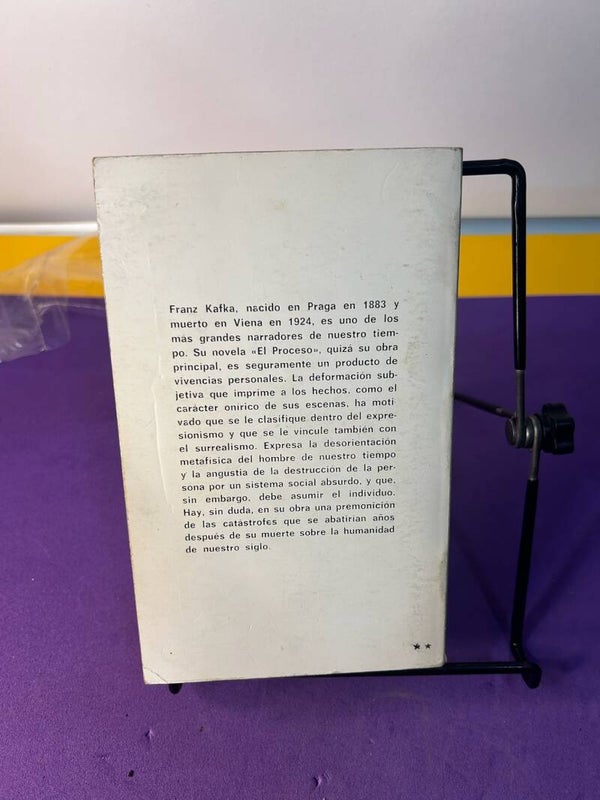 Franz Kafka, nacido en Praga en 1883 y
muerto en Viena en 1924, es uno de los
más grandes narradores de nuestro tiem-
po. Su novela «El Proceso», quizá su obra
principal, es seguramente un producto de
vivencias personales. La deformación sub-
jetiva que imprime a los hechos, como el
carácter onírico de sus escenas, ha moti-
vado que se le clasifique dentro del expre-
sionismo y que se le vincule también con
el surrealismo. Expresa la desorientación
metafísica del hombre de nuestro tiempo
y la angustia de la destrucción de la per-
sona por un sistema social absurdo, y que,
sin embargo, debe asumir el individuo.
Hay, sin duda, en su obra una premonición
de las catástrofes que se abatirían años
después de su muerte sobre la humanidad
de nuestro siglo.
★★